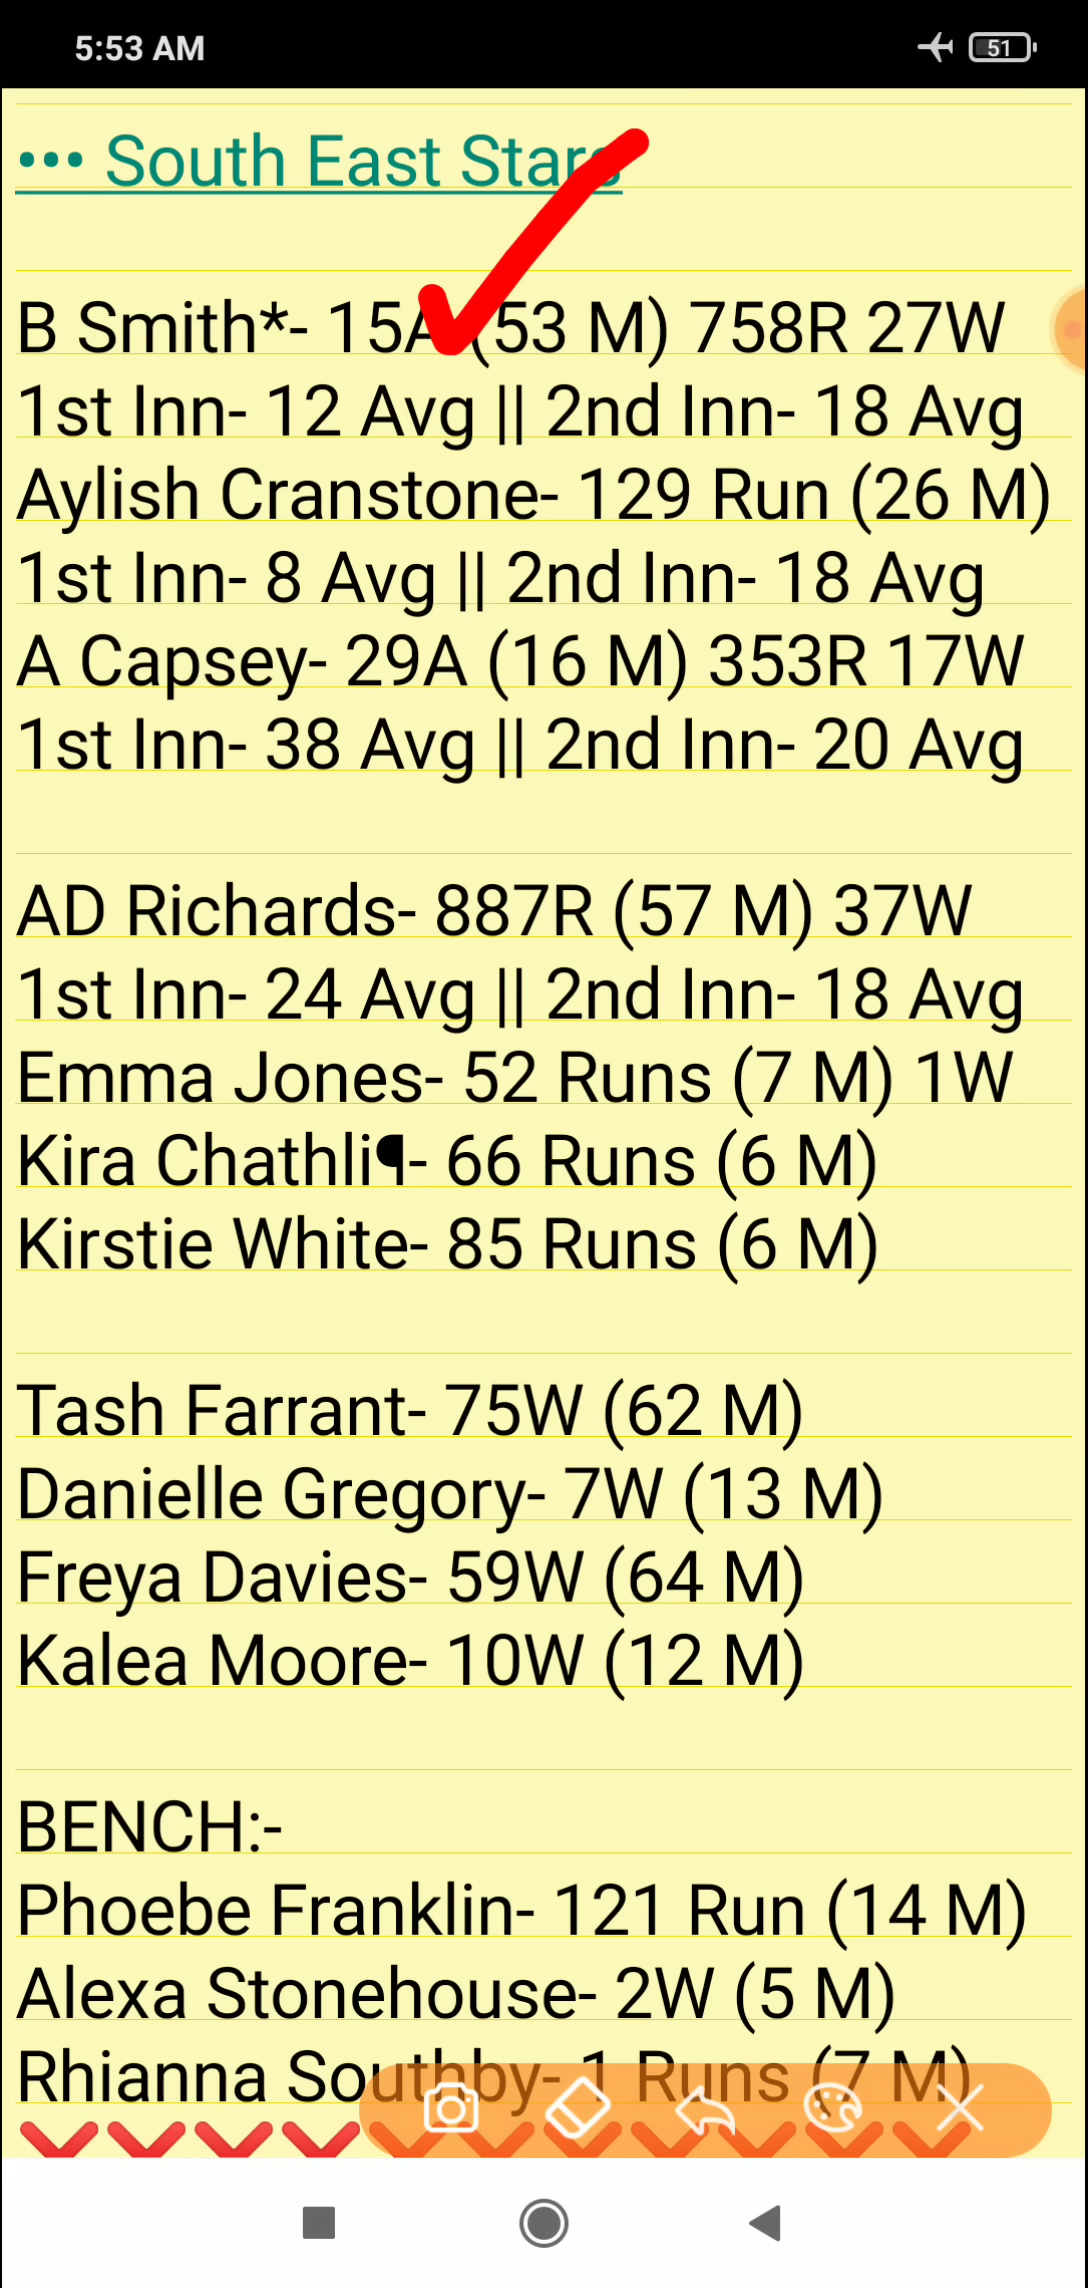 5:53 AM
51
••• South East Stars
B Smith*- 15A (53 M) 758R 27W
1st Inn- 12 Avg || 2nd Inn- 18 Avg
Aylish Cranstone- 129 Run (26 M)
1st Inn- 8 Avg || 2nd Inn- 18 Avg
A Capsey- 29A (16 M) 353R 17W
1st Inn- 38 Avg || 2nd Inn- 20 Avg
AD Richards- 887R (57 M) 37W
1st Inn- 24 Avg || 2nd Inn- 18 Avg
Emma Jones- 52 Runs (7 M) 1W
Kira Chathli¶- 66 Runs (6 M)
Kirstie White- 85 Runs (6 M)
Tash Farrant- 75W (62 M)
Danielle Gregory- 7W (13 M)
Freya Davies- 59W (64 M)
Kalea Moore- 10W (12 M)
BENCH:-
Phoebe Franklin- 121 Run (14 M)
Alexa Stonehouse- 2W (5 M)
Rhianna Southby- 1 Runs (7 M)